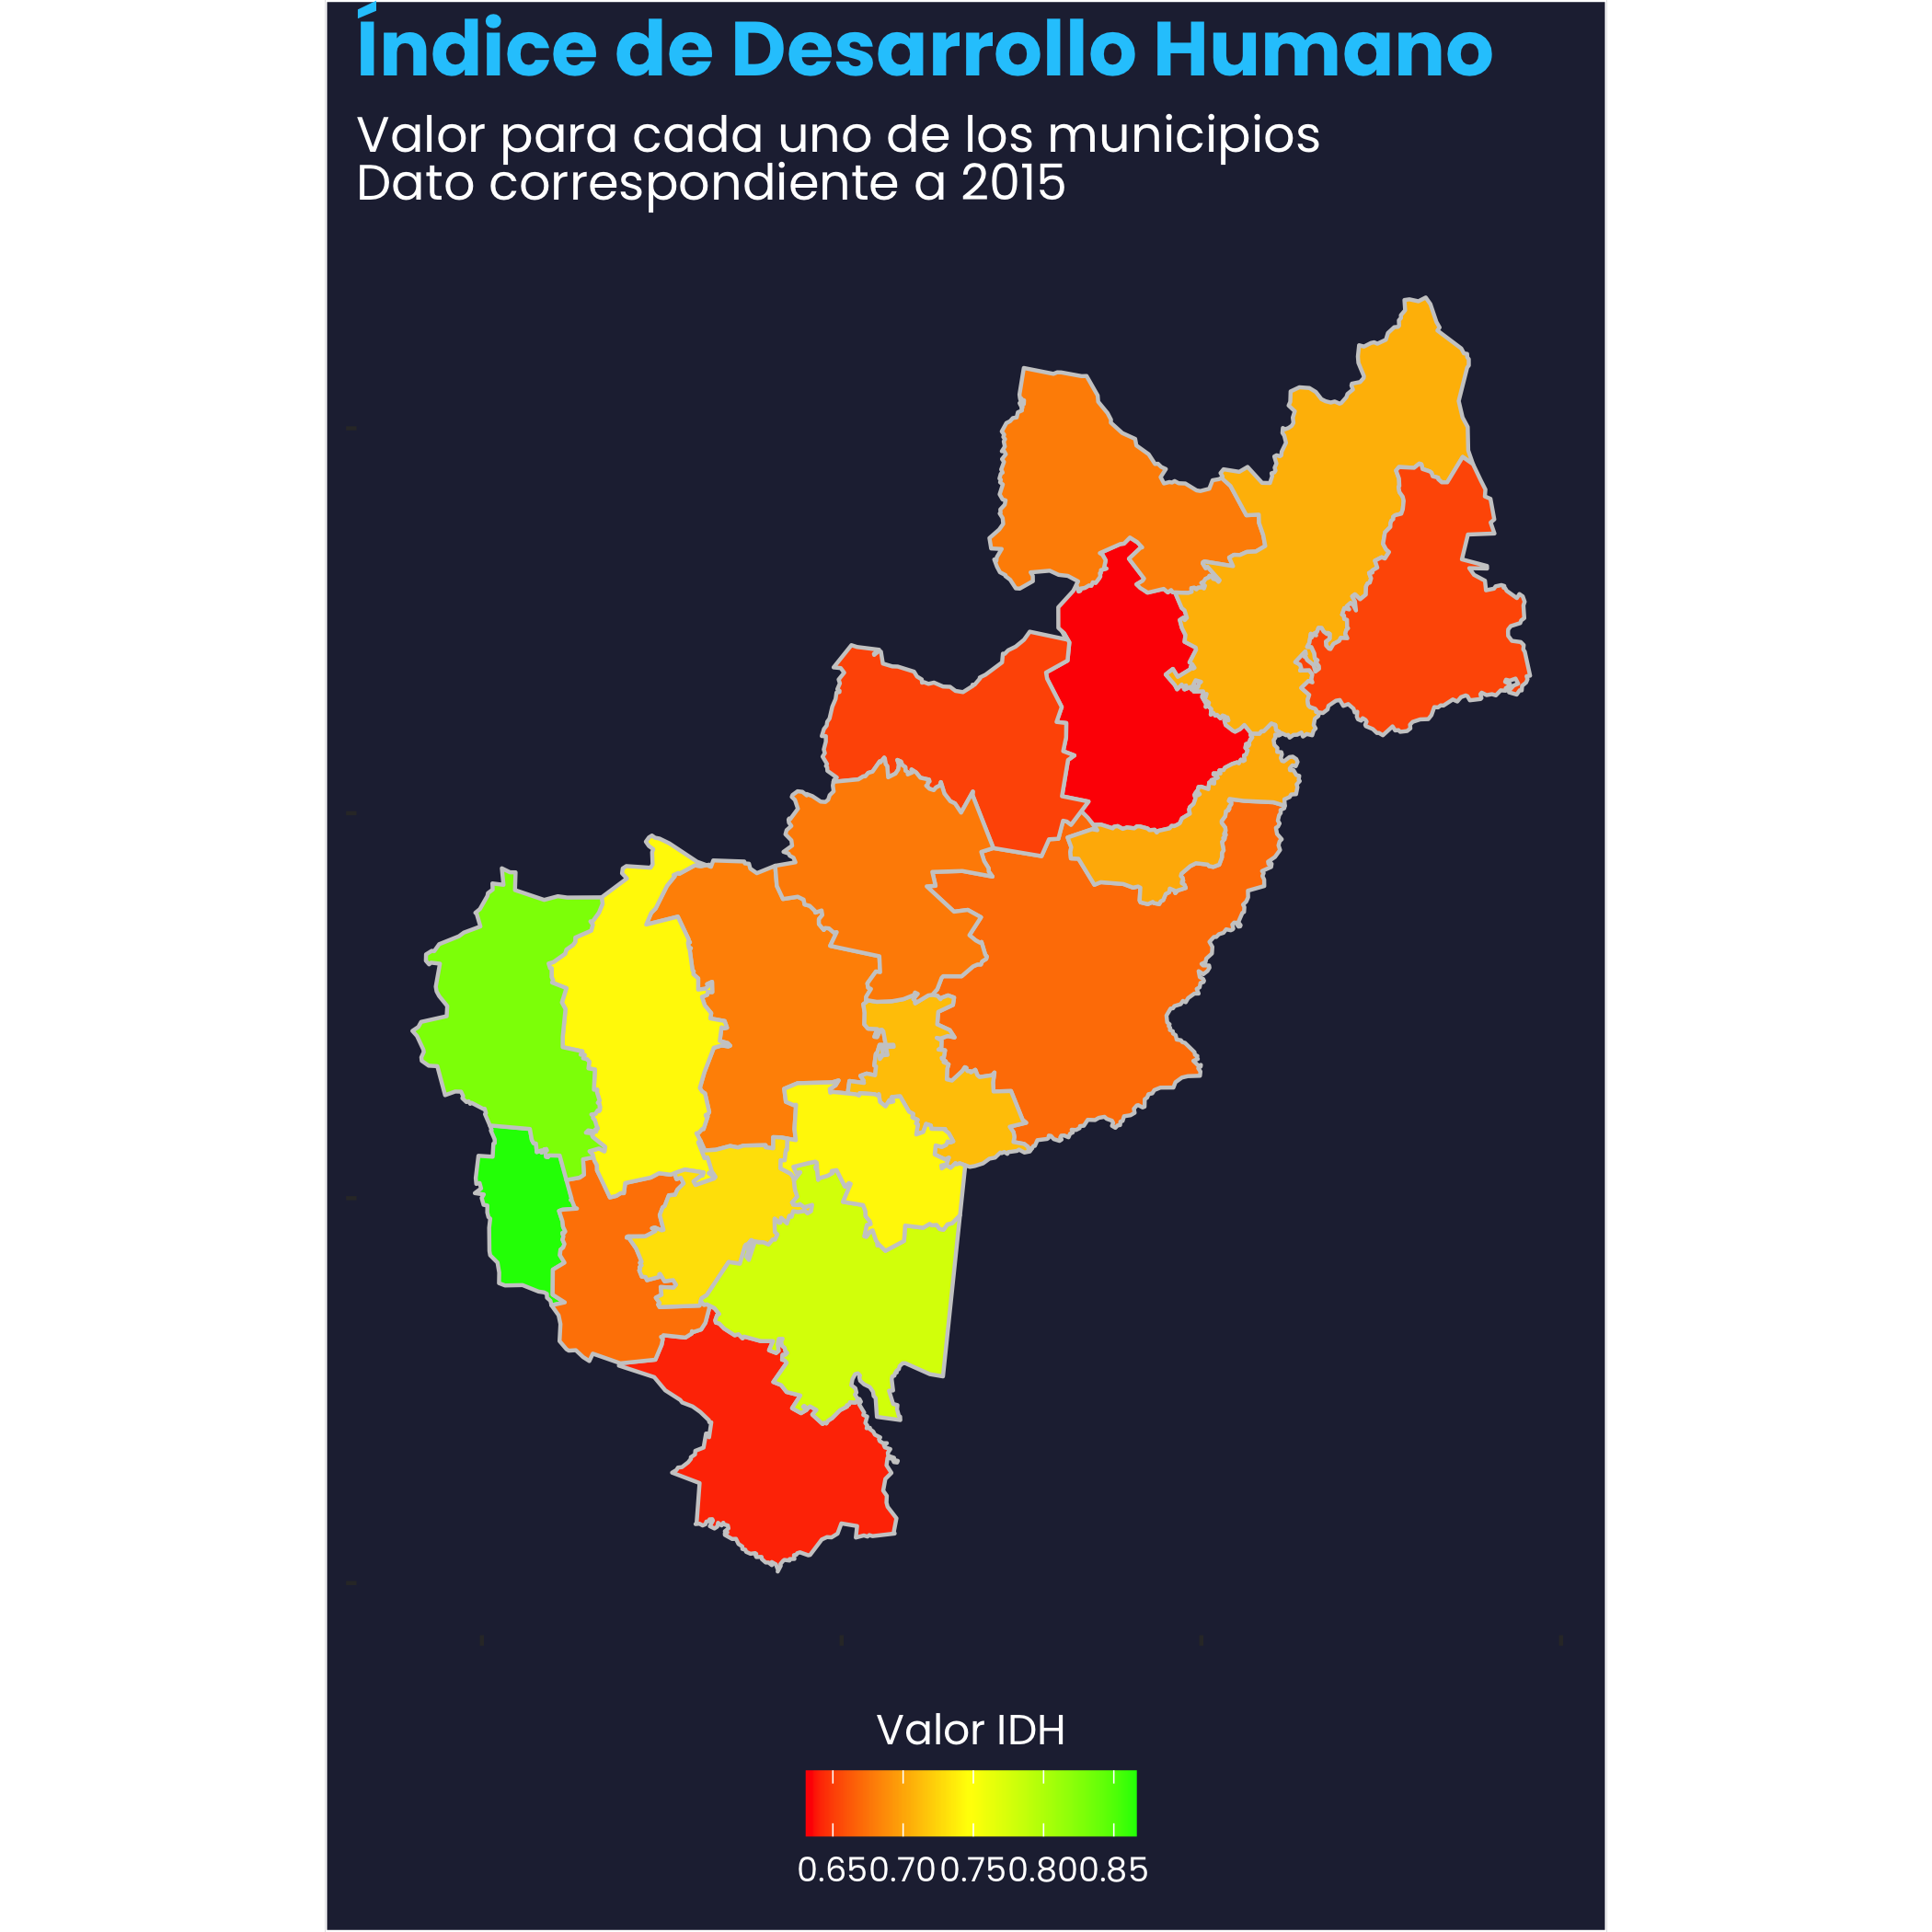 Índice de Desarrollo Humano
Valor para cada uno de los municipios
Dato correspondiente a 2015
Valor IDH
0.65 0.70 0.75 0.80 0.85